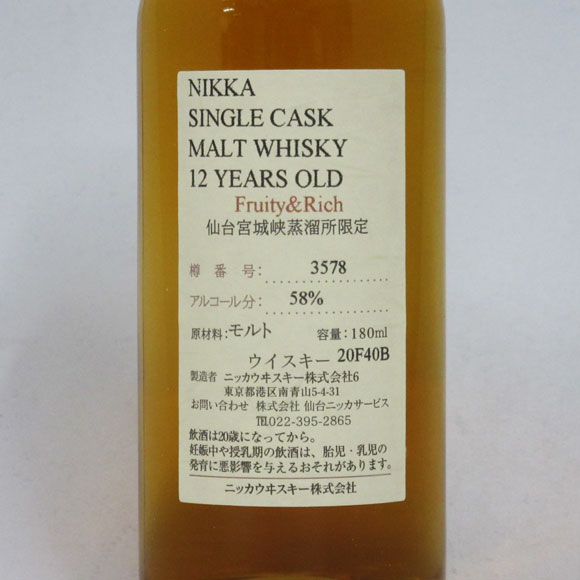 NIKKA
SINGLE CASK
MALT WHISKY
12 YEARS OLD
Fruity&Rich
仙台宮城峡蒸溜所限定
樽番号: 3578
アルコール分: 58%
原材料:モルト 容量:180ml
ウイスキー 20F40B
製造者 ニッカウヰスキー株式会社6
東京都港区南青山5-4-31
お問い合わせ 株式会社 仙台ニッカサービス
TEL022-395-2865
飲酒は20歳になってから。
妊娠中や授乳期の飲酒は、胎児・乳児の
発育に悪影響を与えるおそれがあります。
ニッカウヰスキー株式会社